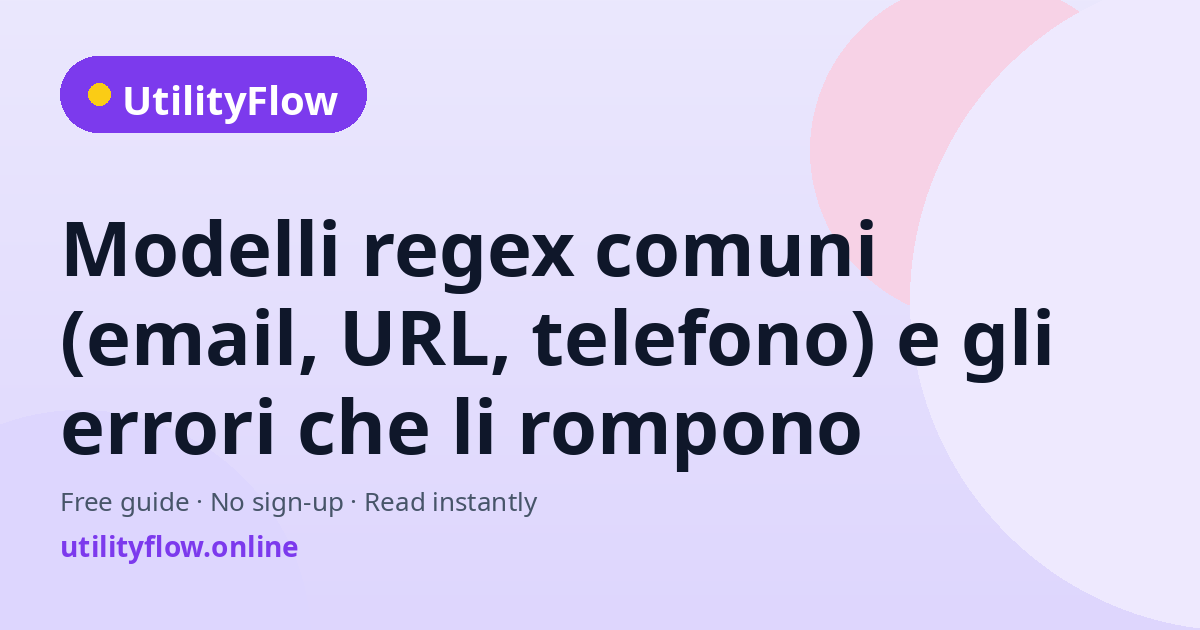 UtilityFlow
Modelli regex comuni
(email, URL, telefono) e gli
errori che li rompono
Free guide · No sign-up · Read instantly
utilityflow.online